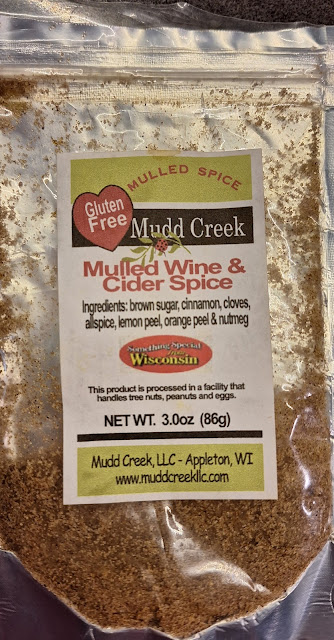 MULLED SPICE
Gluten
Free
Mudd Creek
Mulled Wine &
Cider Spice
Ingredients: brown sugar, cinnamon, cloves,
allspice, lemon peel, orange peel & nutmeg
Something Special
from
Wisconsin
This product is processed in a facility that
handles tree nuts, peanuts and eggs.
NET WT. 3.0oz (86g)
Mudd Creek, LLC - Appleton, WI
www.muddcreekllc.com